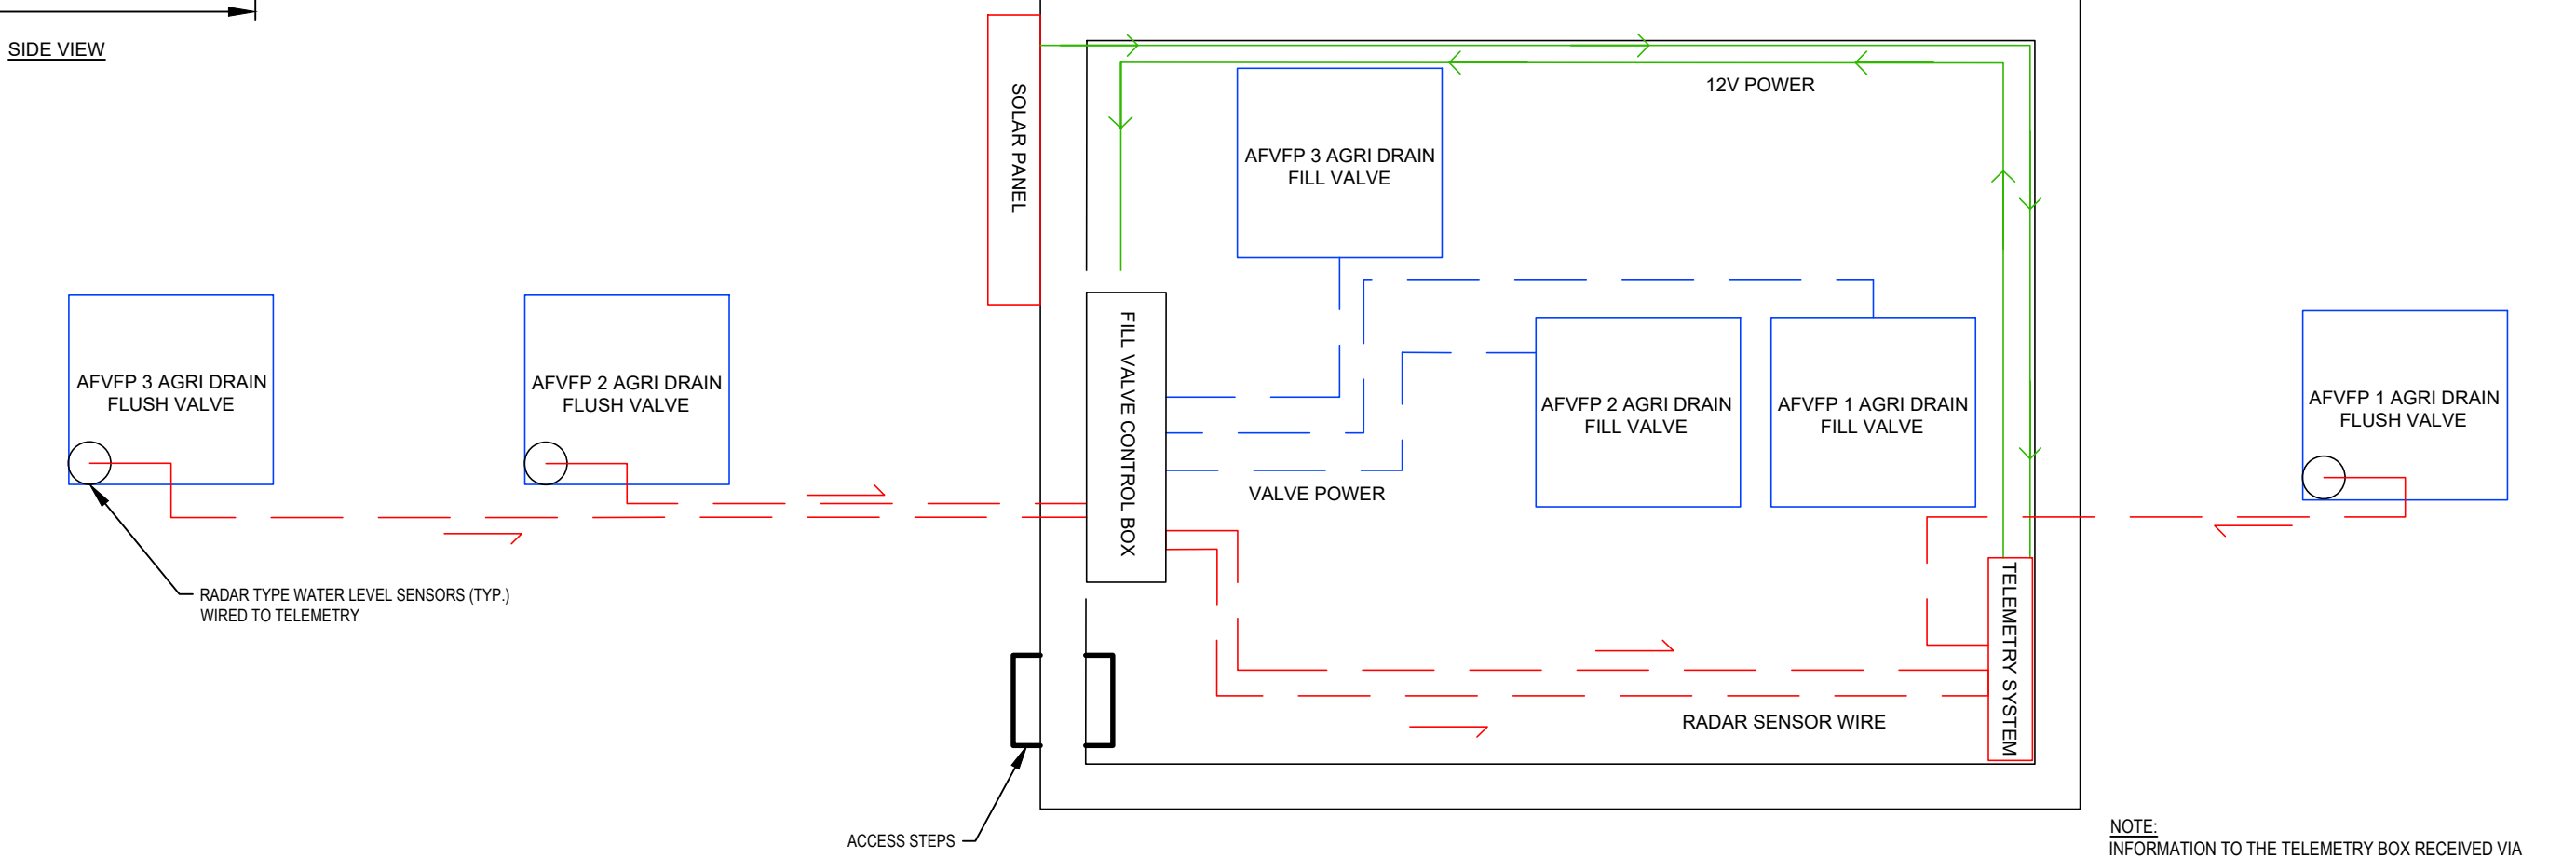 SIDE VIEW
SOLAR PANEL
12V POWER
AFVFP 3 AGRI DRAIN
FILL VALVE
AFVFP 3 AGRI DRAIN
FLUSH VALVE
AFVFP 2 AGRI DRAIN
FLUSH VALVE
FILL VALVE CONTROL BOX
AFVFP 2 AGRI DRAIN
FILL VALVE
AFVFP 1 AGRI DRAIN
FILL VALVE
AFVFP 1 AGRI DRAIN
FLUSH VALVE
VALVE POWER
RADAR TYPE WATER LEVEL SENSORS (TYP.)
WIRED TO TELEMETRY
TELEMETRY SYSTEM
RADAR SENSOR WIRE
ACCESS STEPS
NOTE:
INFORMATION TO THE TELEMETRY BOX RECEIVED VIA